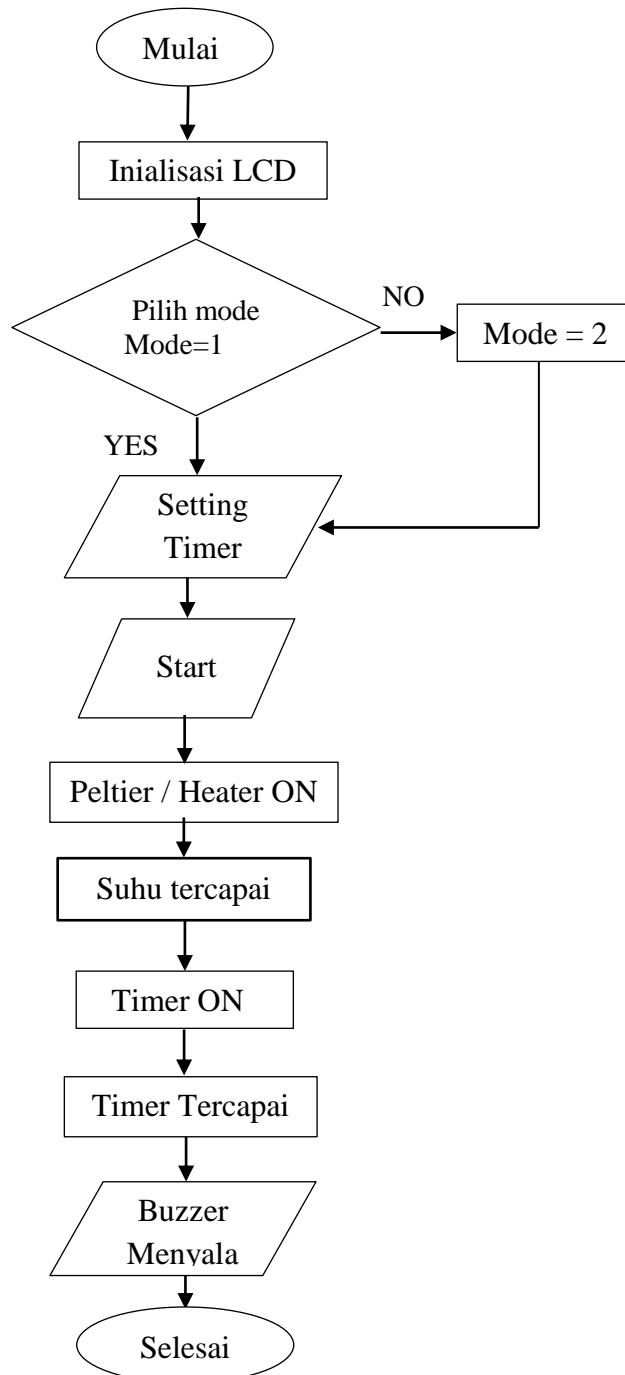 Mulai
Inialisasi LCD
Pilih mode
Mode=1
NO
Mode = 2
YES
Setting
Timer
Start
Peltier / Heater ON
Suhu tercapai
Timer ON
Timer Tercapai
Buzzer
Menyala
Selesai